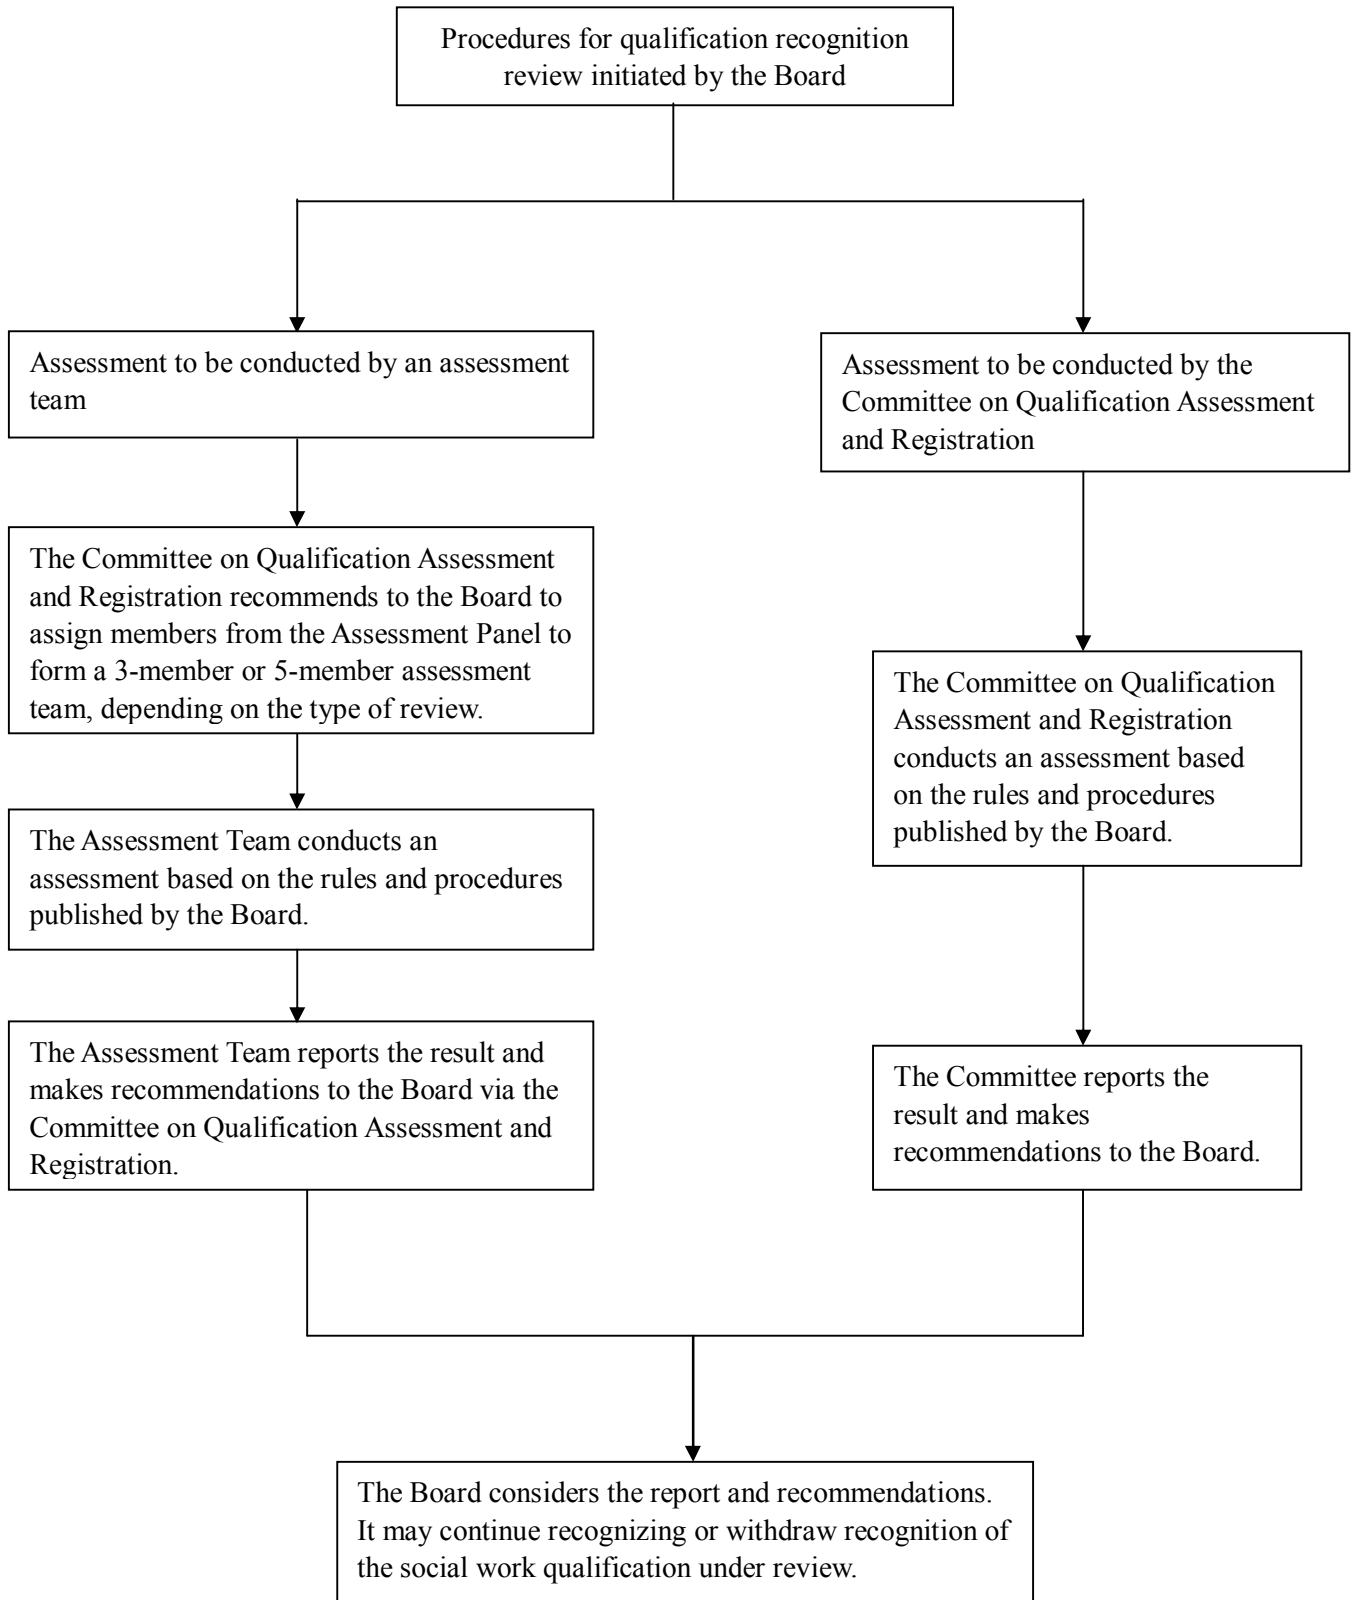 Procedures for qualification recognition
review initiated by the Board
Assessment to be conducted by an assessment
team
The Committee on Qualification Assessment
and Registration recommends to the Board to
assign members from the Assessment Panel to
form a 3-member or 5-member assessment
team, depending on the type of review.
The Assessment Team conducts an
assessment based on the rules and procedures
published by the Board.
The Assessment Team reports the result and
makes recommendations to the Board via the
Committee on Qualification Assessment and
Registration.
Assessment to be conducted by the
Committee on Qualification Assessment
and Registration
The Committee on Qualification
Assessment and Registration
conducts an assessment based
on the rules and procedures
published by the Board.
The Committee reports the
result and makes
recommendations to the Board.
The Board considers the report and recommendations.
It may continue recognizing or withdraw recognition of
the social work qualification under review.